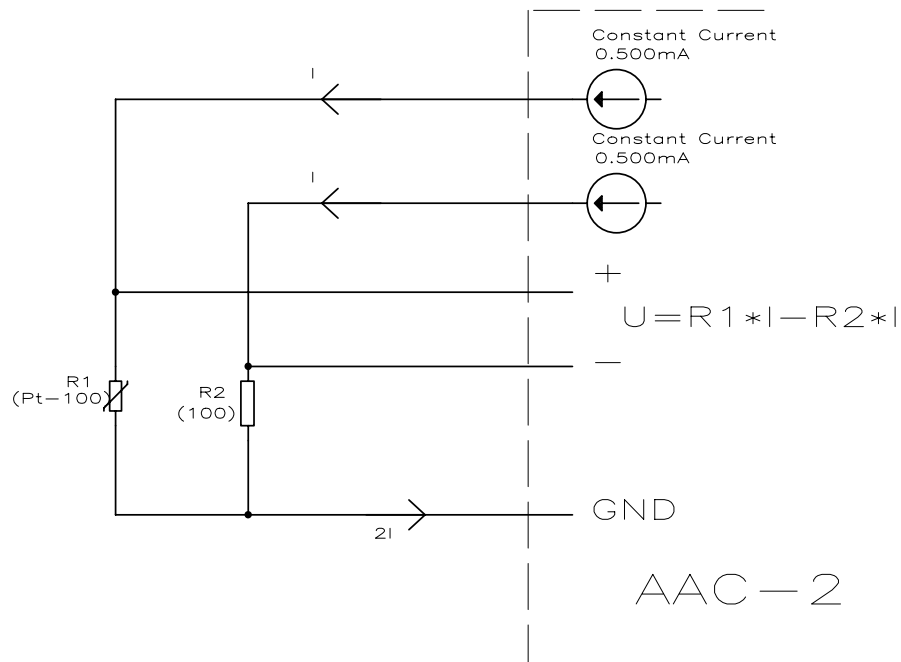 Constant Current
0.500mA
I
Constant Current
0.500mA
I
+
U=R1*I-R2*I
-
R1
(Pt-100)
R2
(100)
GND
2I
AAC-2